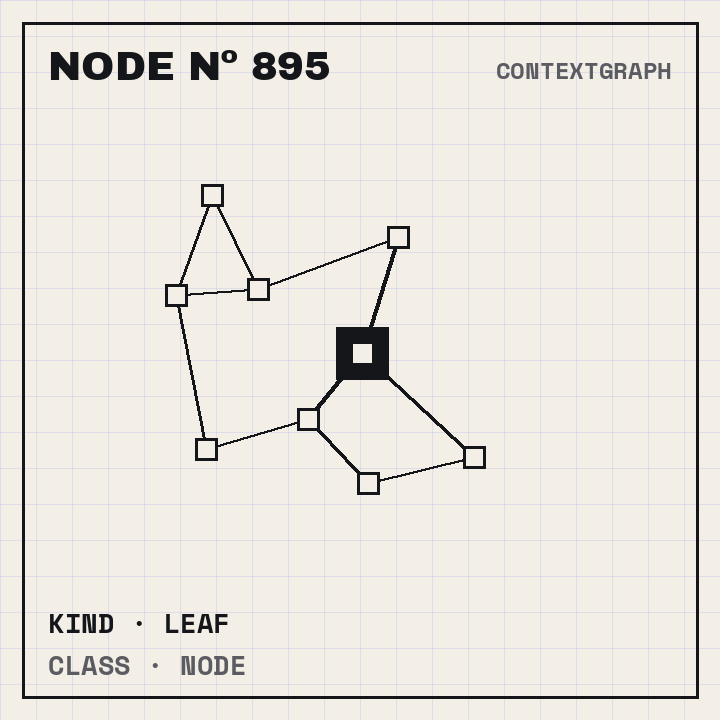 NODE Nº 895
CONTEXTGRAPH
KIND · LEAF
CLASS · NODE